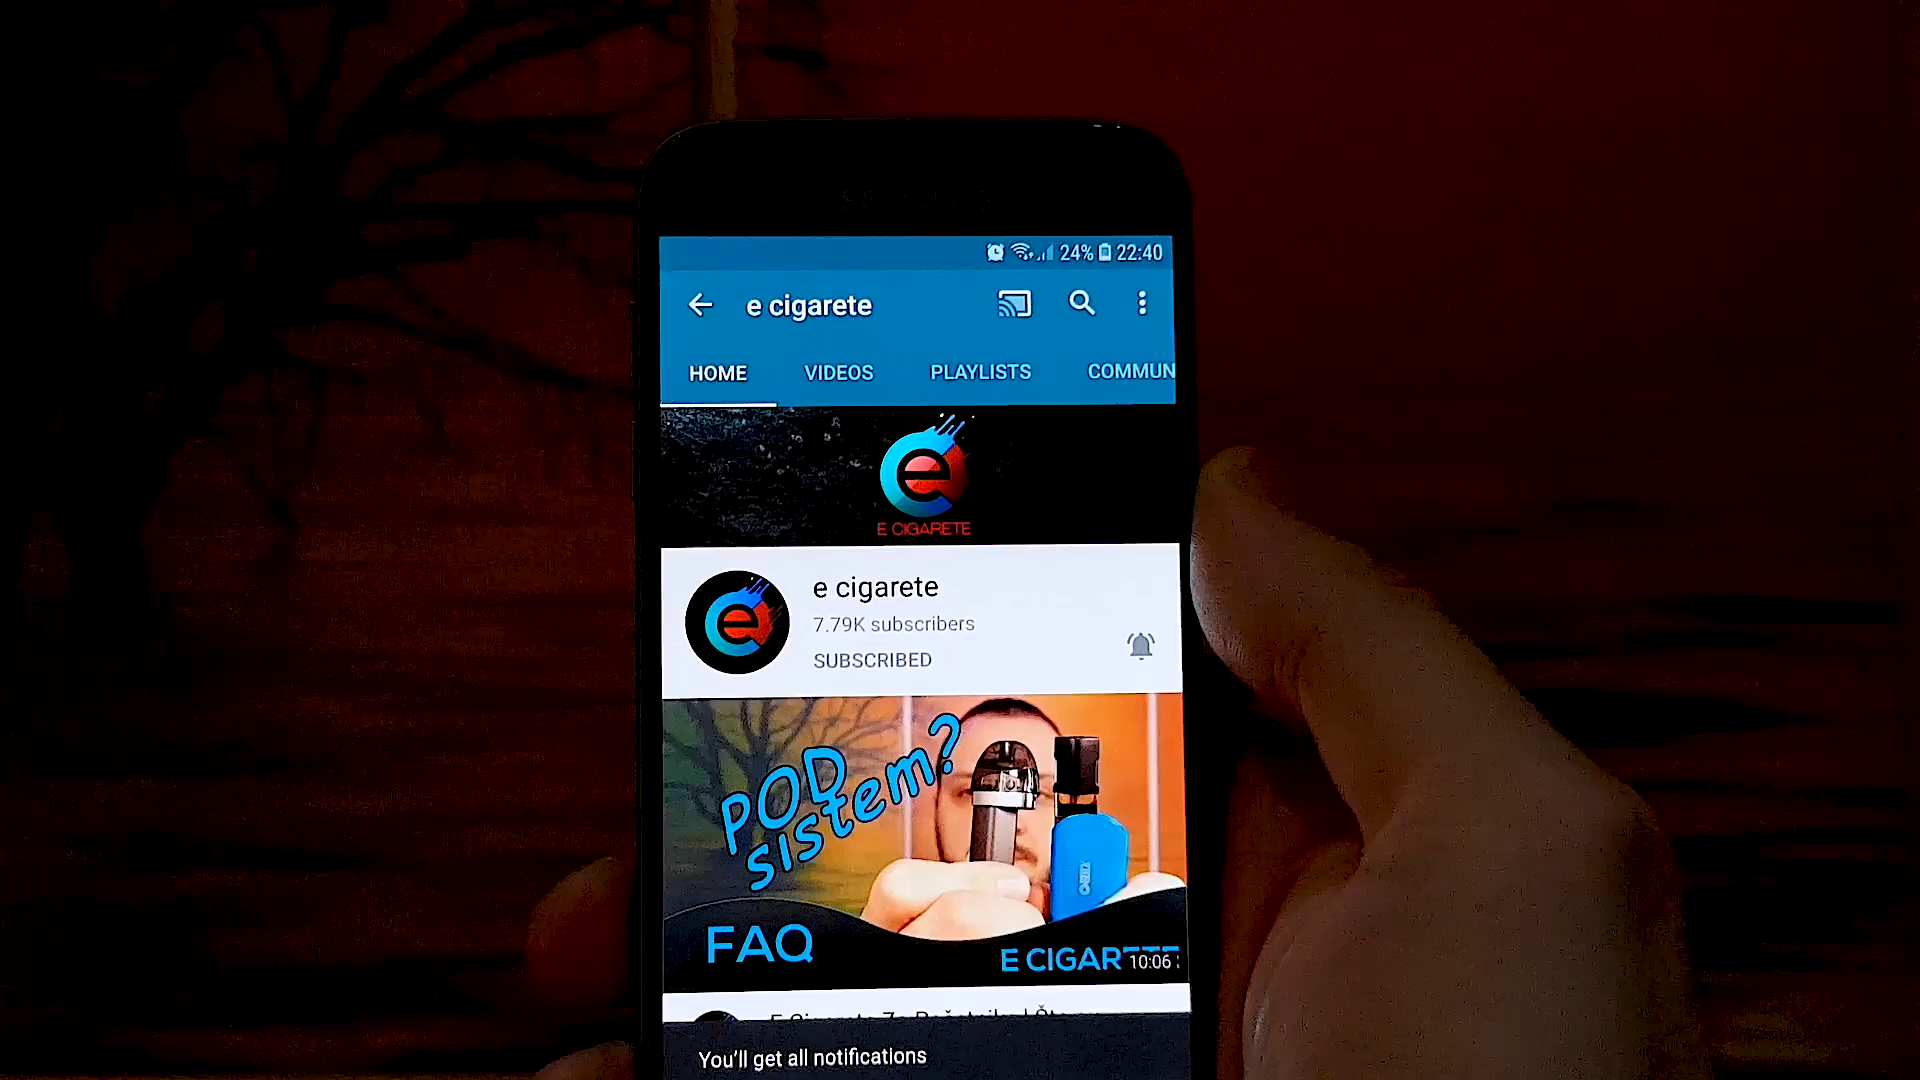 24% 22:40
e cigarete
HOME VIDEOS PLAYLISTS COMMUN
E CIGARETE
e cigarete
7.79K subscribers
SUBSCRIBED
POD
sistem?
FAQ
E CIGAR
10:06
You'll get all notifications